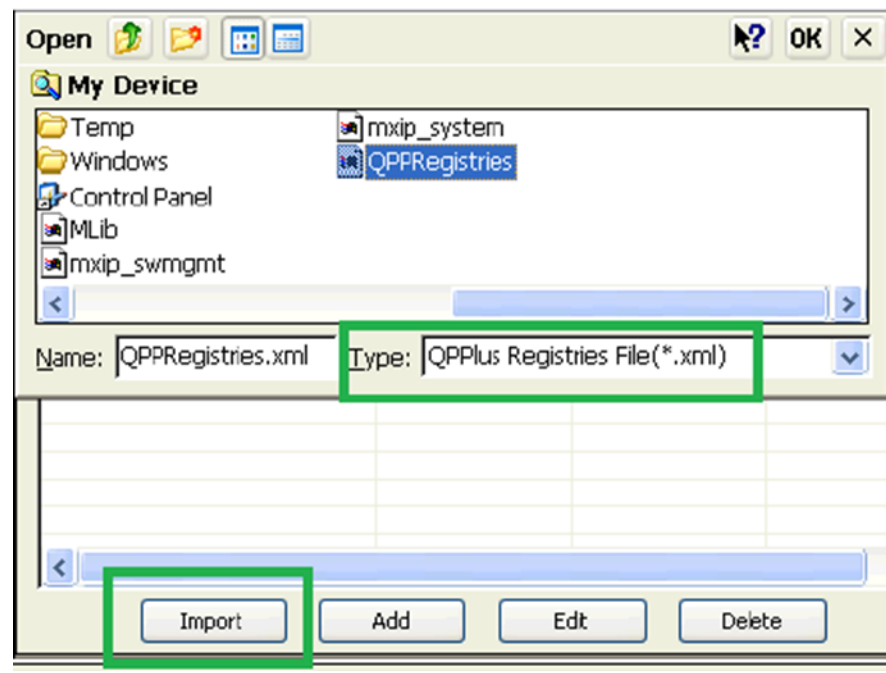 Open ? OK ×
My Device
Temp mxip_system
Windows QPPRegistries
Control Panel
MLib
mxip_swmgmt
Name: QPPRegistries.xml Type: QPPlus Registries File(*.xml)
Import Add Edit Delete